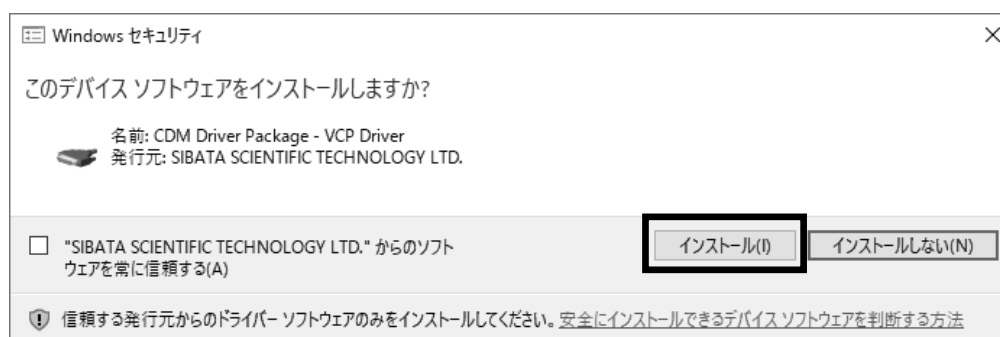 Windows セキュリティ
このデバイス ソフトウェアをインストールしますか?
名前: CDM Driver Package - VCP Driver
発行元: SIBATA SCIENTIFIC TECHNOLOGY LTD.
"SIBATA SCIENTIFIC TECHNOLOGY LTD." からのソフト
ウェアを常に信頼する(A)
インストール(I)
インストールしない(N)
信頼する発行元からのドライバー ソフトウェアのみをインストールしてください。安全にインストールできるデバイス ソフトウェアを判断する方法